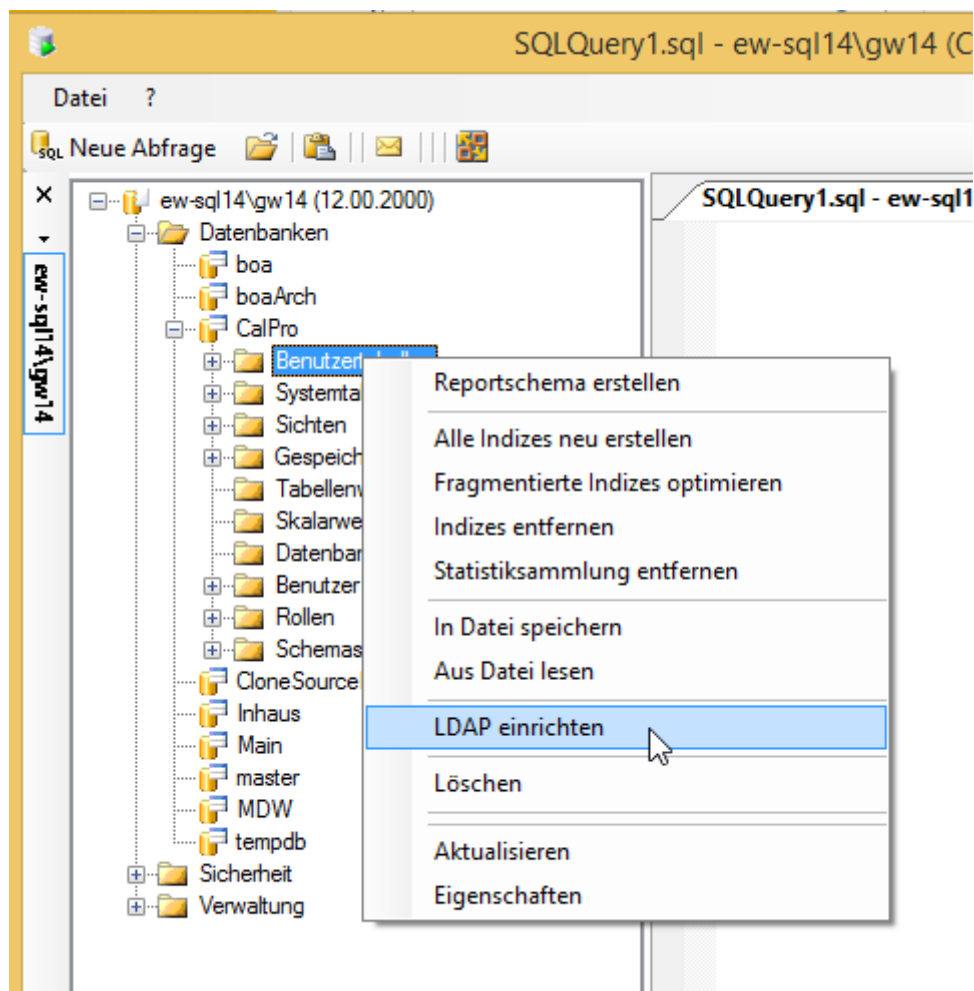 SQLQuery1.sql - ew-sql14\gw14 (C
Datei ?
SQL Neue Abfrage
ew-sql14\gw14
ew-sql14\gw14 (12.00.2000)
Datenbanken
boa
boaArch
CalPro
Benutzert
Systemta
Sichten
Gespeich
Tabellenw
Skalarwe
Datenban
Benutzer
Rollen
Schemas
CloneSource
Inhaus
Main
master
MDW
tempdb
Sicherheit
Verwaltung
SQLQuery1.sql - ew-sql1
Reportschema erstellen
Alle Indizes neu erstellen
Fragmentierte Indizes optimieren
Indizes entfernen
Statistiksammlung entfernen
In Datei speichern
Aus Datei lesen
LDAP einrichten
Löschen
Aktualisieren
Eigenschaften